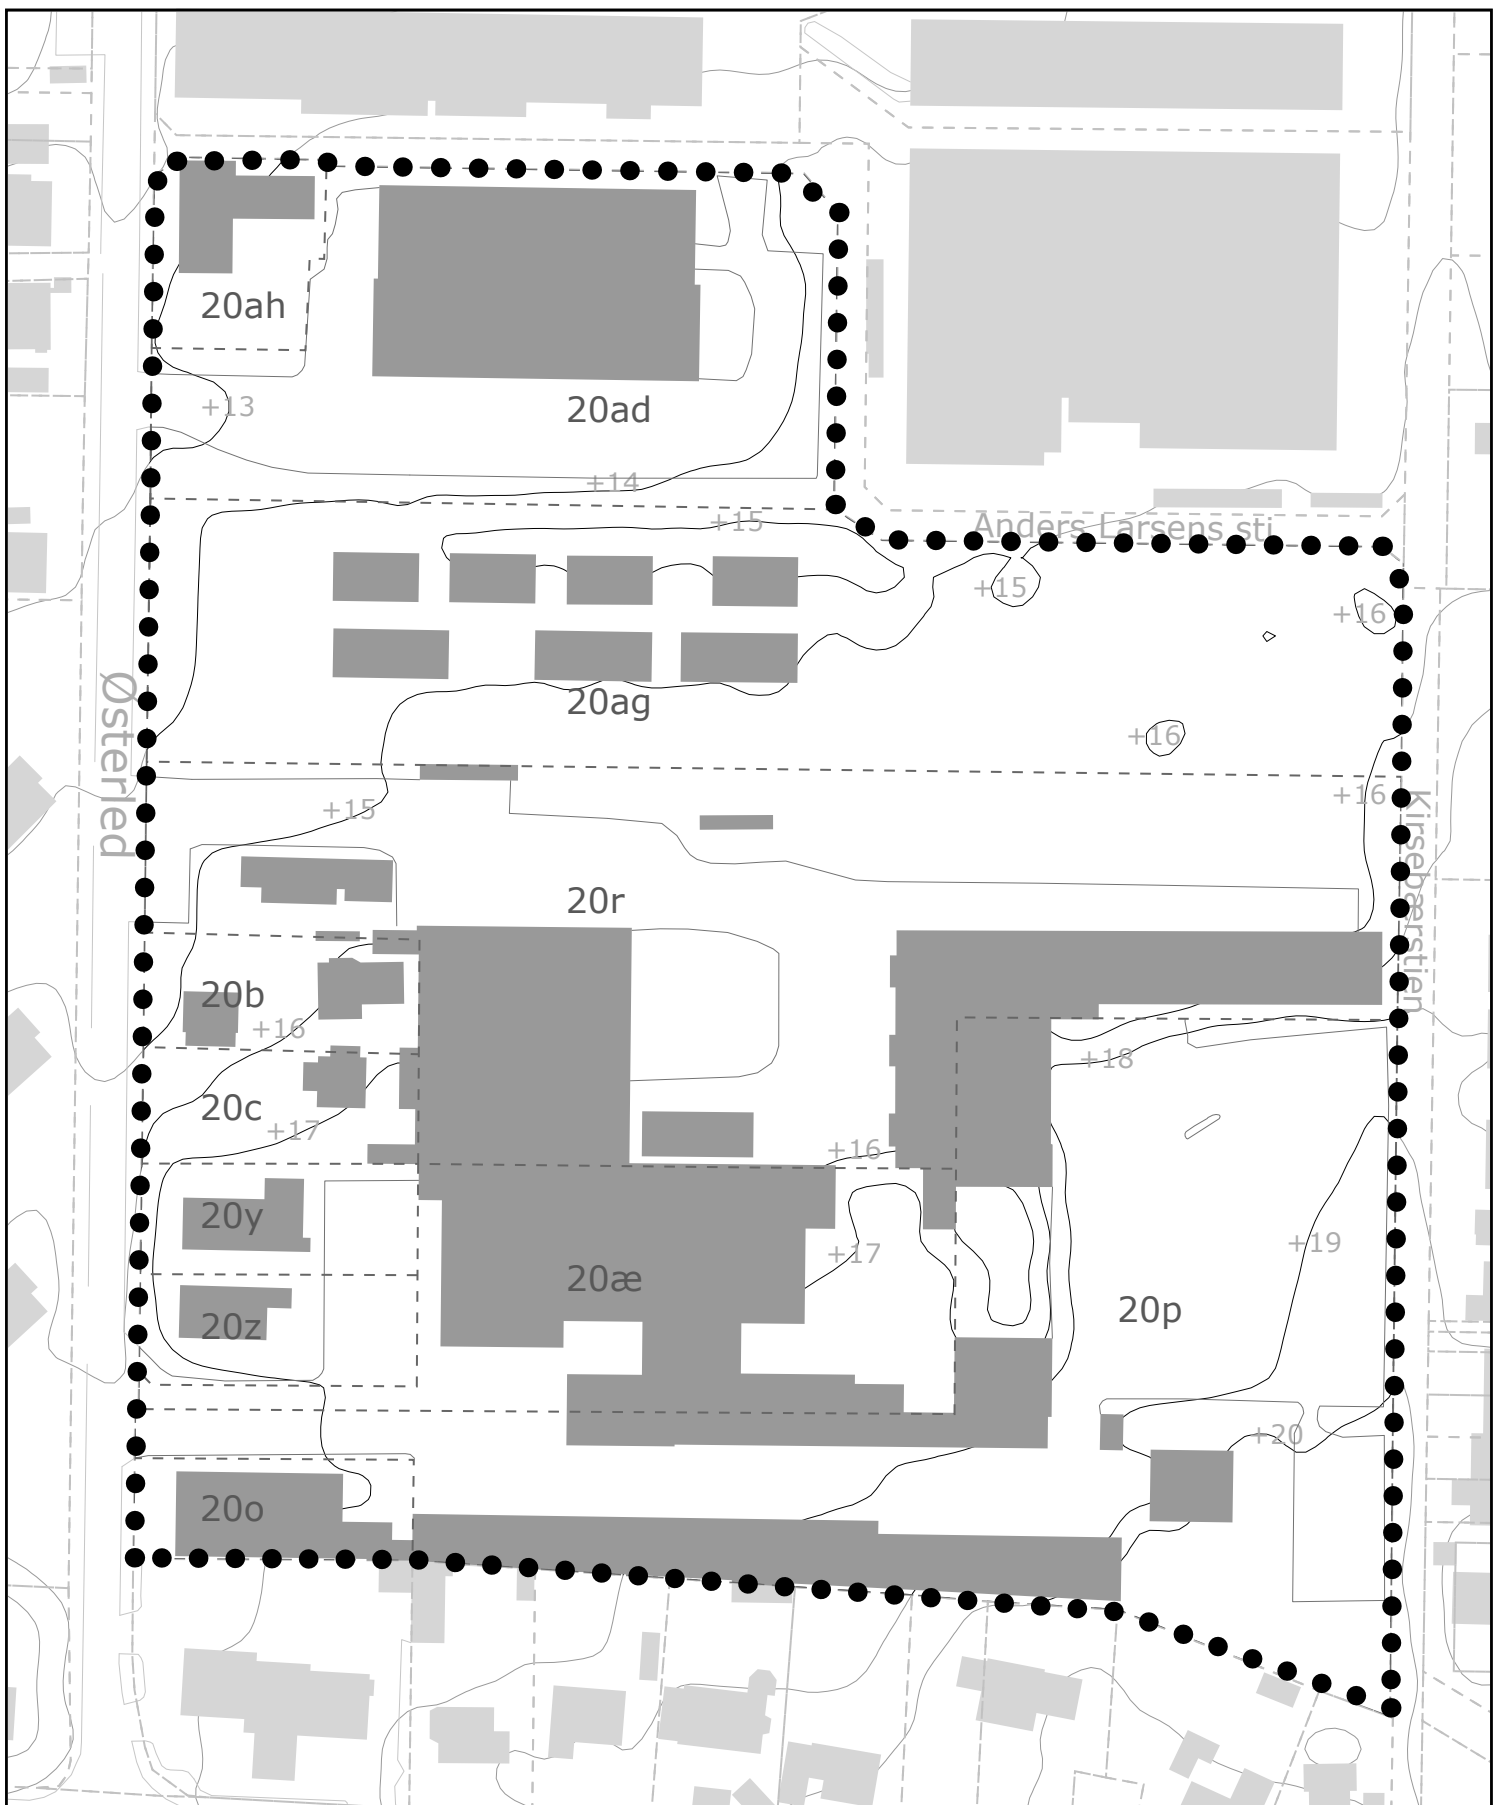 20ah
+13
20ad
+14
+15
Anders Larsens sti
+15
+16
Østerled
20ag
+16
+15
+16
Kirsebærstien
20r
20b
+16
+18
20c
+17
+16
20y
+17
+19
20æ
20p
20z
+20
20o